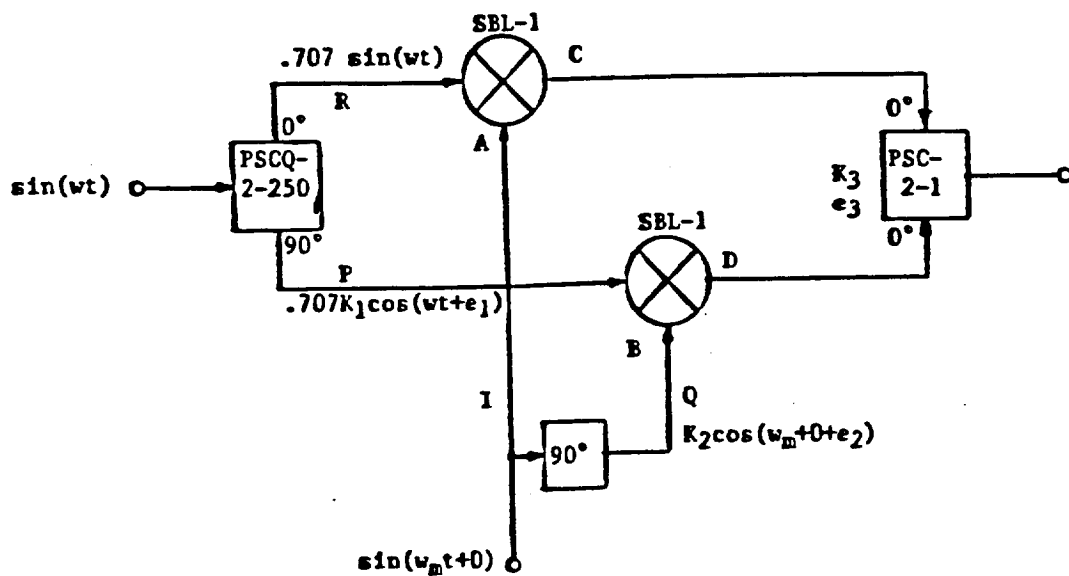 SBL-1
.707 sin(wt)
C
R
0°
0°
A
PSCQ-
2-250
PSC-
2-1
K3
e3
sin(wt)
SBL-1
90°
0°
D
P
.707K1cos(wt+e1)
B
I
Q
K2cos(wm+0+e2)
90°
sin(wmt+0)